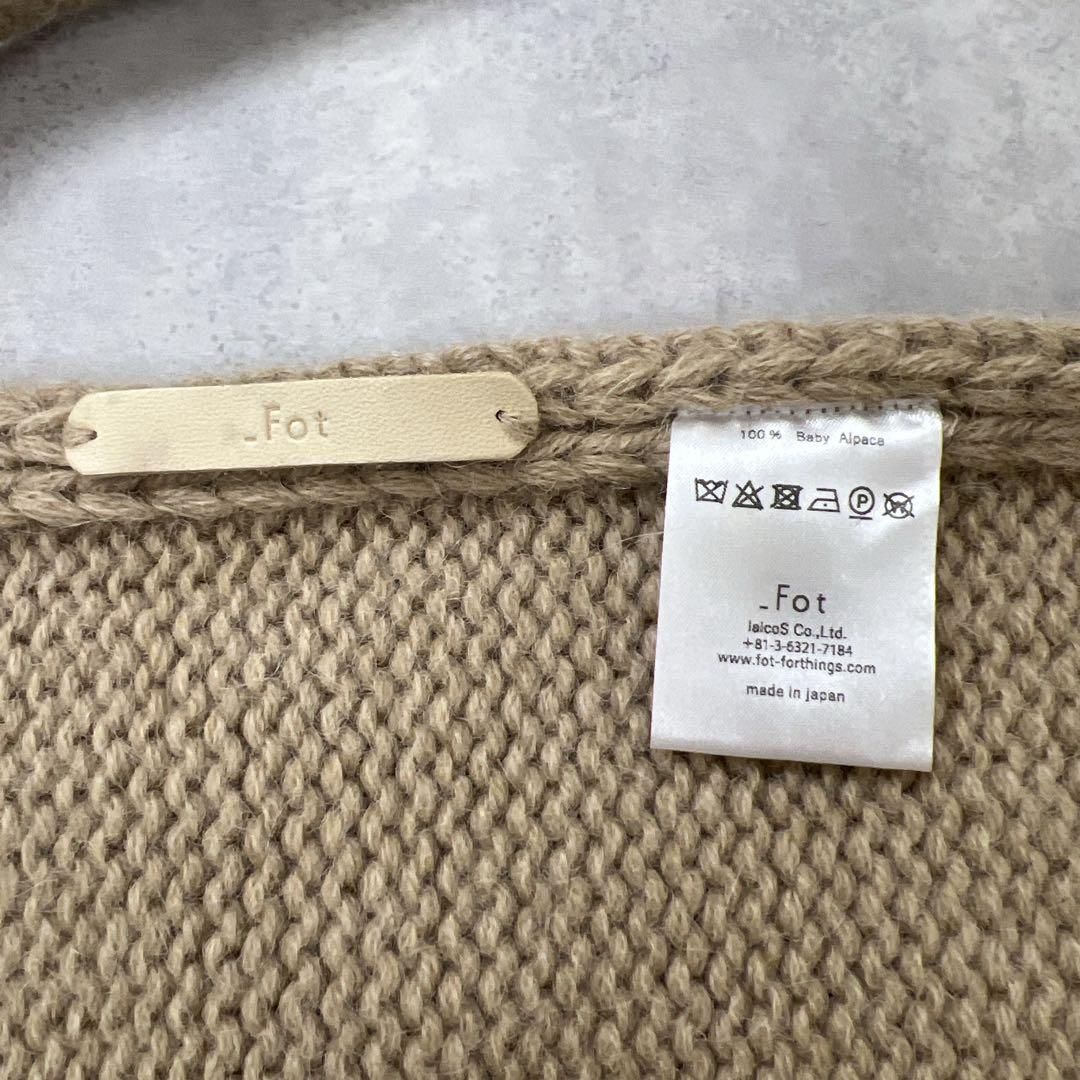 _Fot
100% Baby Alpaca
P
W
_Fot
IalcoS Co.,Ltd.
+81-3-6321-7184
www.fot-forthings.com
made in japan